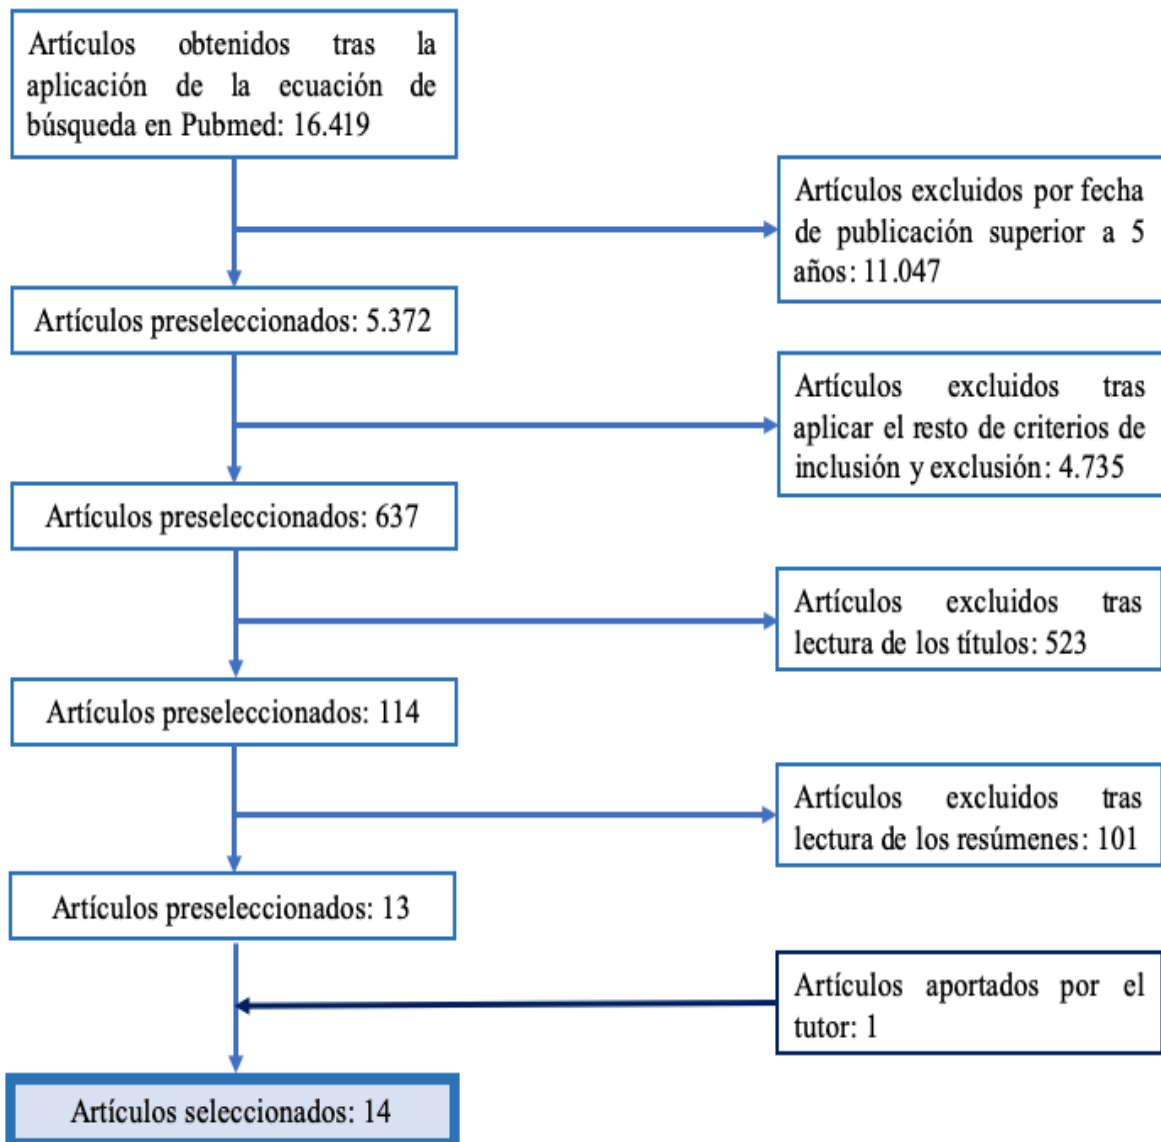 Artículos obtenidos tras la
aplicación de la ecuación de
búsqueda en Pubmed: 16.419
Artículos excluidos por fecha
de publicación superior a 5
años: 11.047
Artículos preseleccionados: 5.372
Artículos excluidos tras
aplicar el resto de criterios de
inclusión y exclusión: 4.735
Artículos preseleccionados: 637
Artículos excluidos tras
lectura de los títulos: 523
Artículos preseleccionados: 114
Artículos excluidos tras
lectura de los resúmenes: 101
Artículos preseleccionados: 13
Artículos aportados por el
tutor: 1
Artículos seleccionados: 14